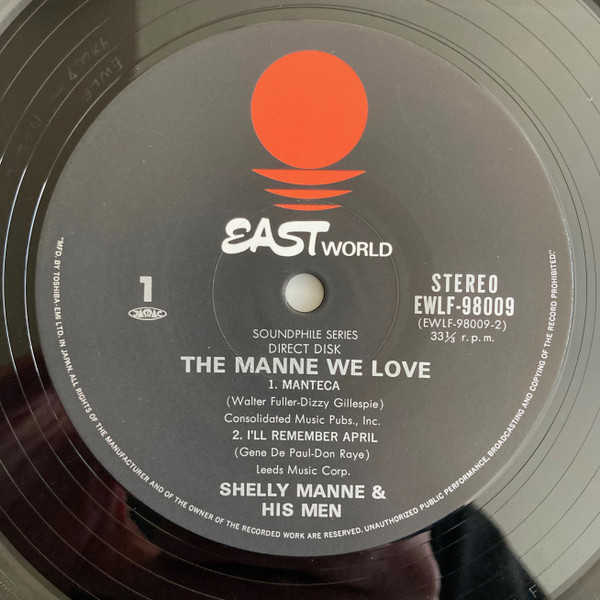 EAST WORLD
1
JASRAC
STEREO
EWLF-98009
(EWLF-98009-2)
33⅓ r.p.m.
SOUNDPHILE SERIES
DIRECT DISK
THE MANNE WE LOVE
1. MANTECA
(Walter Fuller-Dizzy Gillespie)
Consolidated Music Pubs., Inc.
2. I'LL REMEMBER APRIL
(Gene De Paul-Don Raye)
Leeds Music Corp.
SHELLY MANNE &
HIS MEN
"MFD. BY TOSHIBA-EMI LTD. IN JAPAN. ALL RIGHTS OF THE MANUFACTURER AND OF THE OWNER OF THE RECORDED WORK ARE RESERVED. UNAUTHORIZED PUBLIC PERFORMANCE, BROADCASTING AND COPYING OF THE RECORD PROHIBITED."